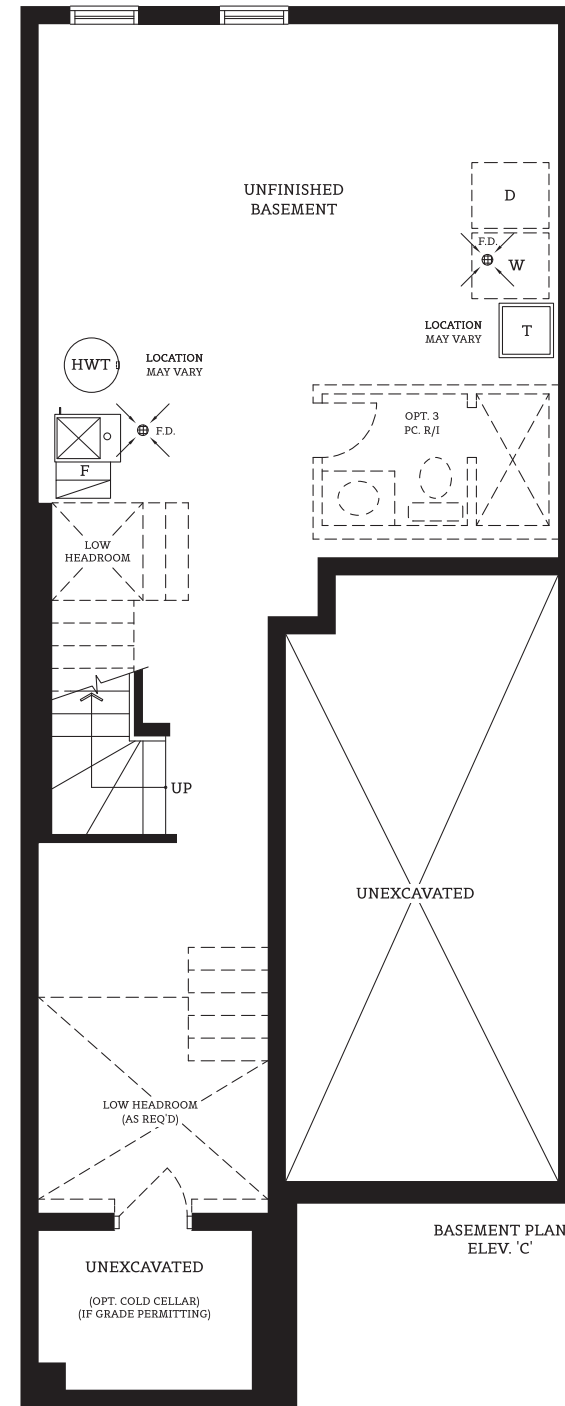 UNFINISHED
BASEMENT
D
F.D.
W
LOCATION
MAY VARY
T
HWT
LOCATION
MAY VARY
OPT. 3
PC. R/I
F.D.
F
LOW
HEADROOM
UP
UNEXCAVATED
LOW HEADROOM
(AS REQ'D)
BASEMENT PLAN
ELEV. 'C'
UNEXCAVATED
(OPT. COLD CELLAR)
(IF GRADE PERMITTING)